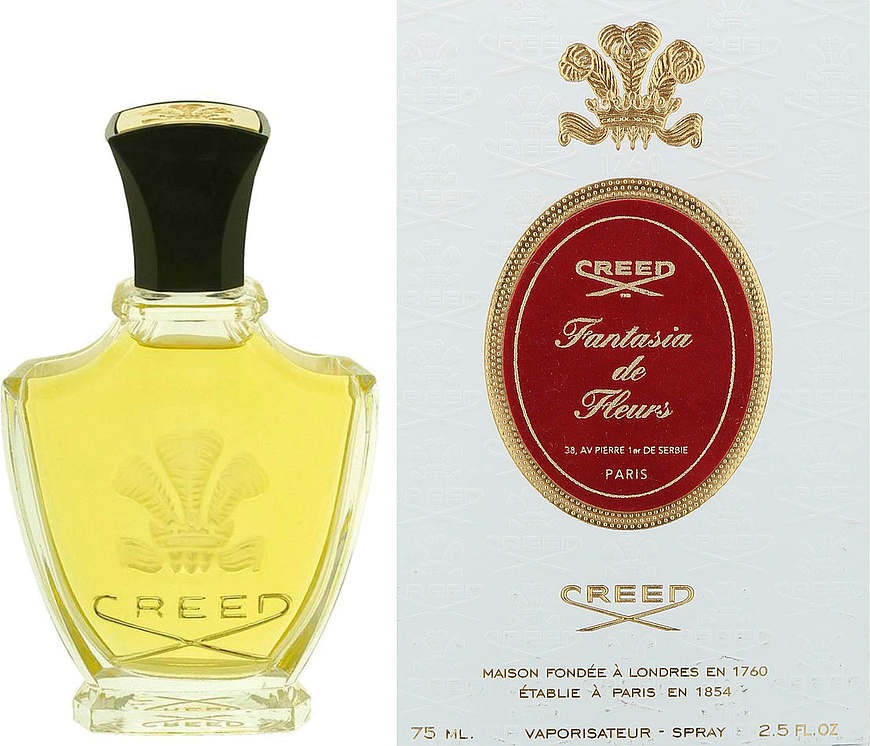 CREED
1760
CREED
Fantasia
de
Fleurs
38, AV PIERRE 1er DE SERBIE
PARIS
CREED
MAISON FONDÉE À LONDRES EN 1760
ÉTABLIE À PARIS EN 1854
75 ML. VAPORISATEUR - SPRAY 2.5 FL.OZ